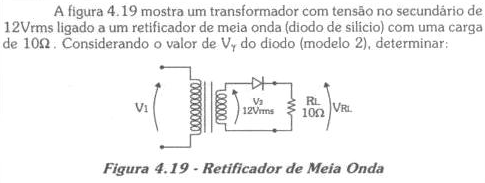 A figura 4.19 mostra um transformador com tensão no secundário de
12Vrms ligado a um retificador de meia onda (diodo de silício) com uma carga
de 10Ω. Considerando o valor de Vγ do diodo (modelo 2), determinar:
V1
V2
12Vrms
RL
10Ω
VRL
Figura 4.19 - Retificador de Meia Onda